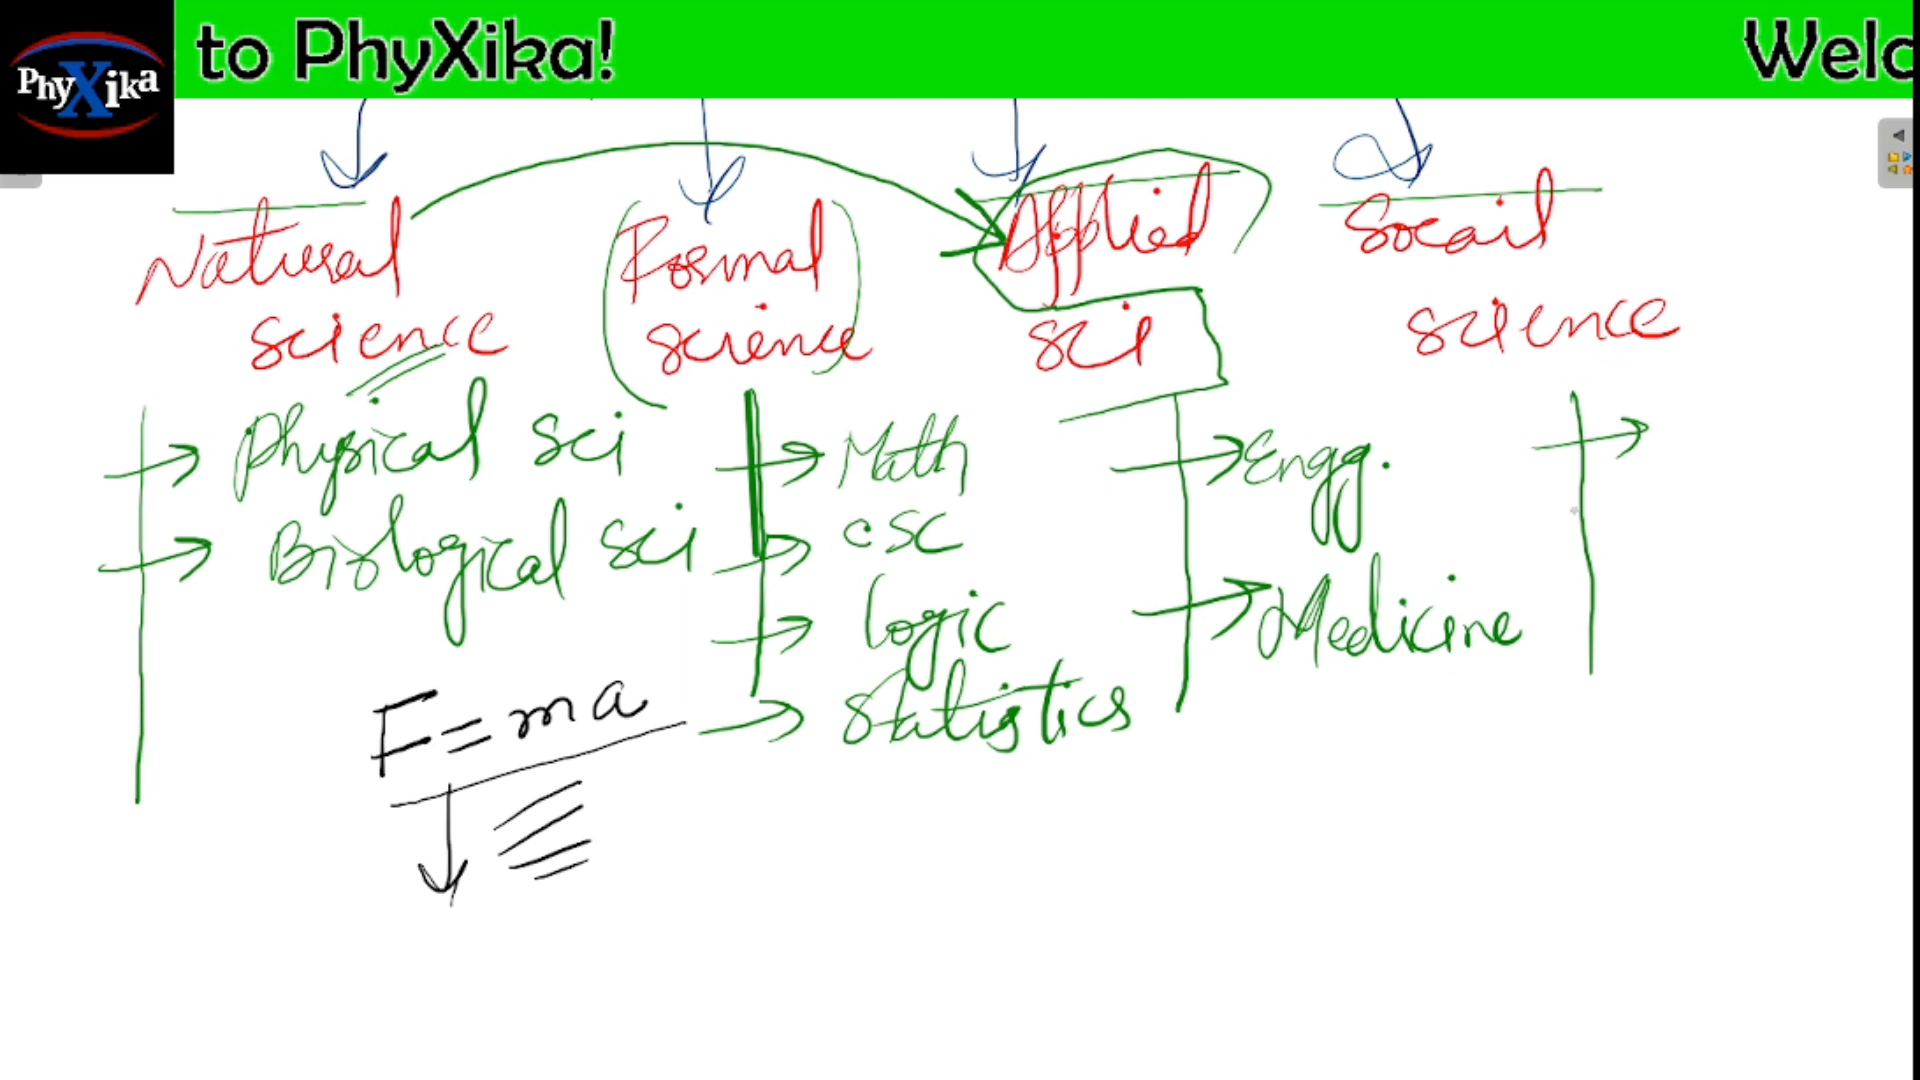 to PhyXika!
Welc
PhyXika
Natural
science
Formal
science
Applied
sci
Socail
science
Physical sci
Biological sci
Math
CSC
Logic
Statistics
Engg.
Medicine
F = ma